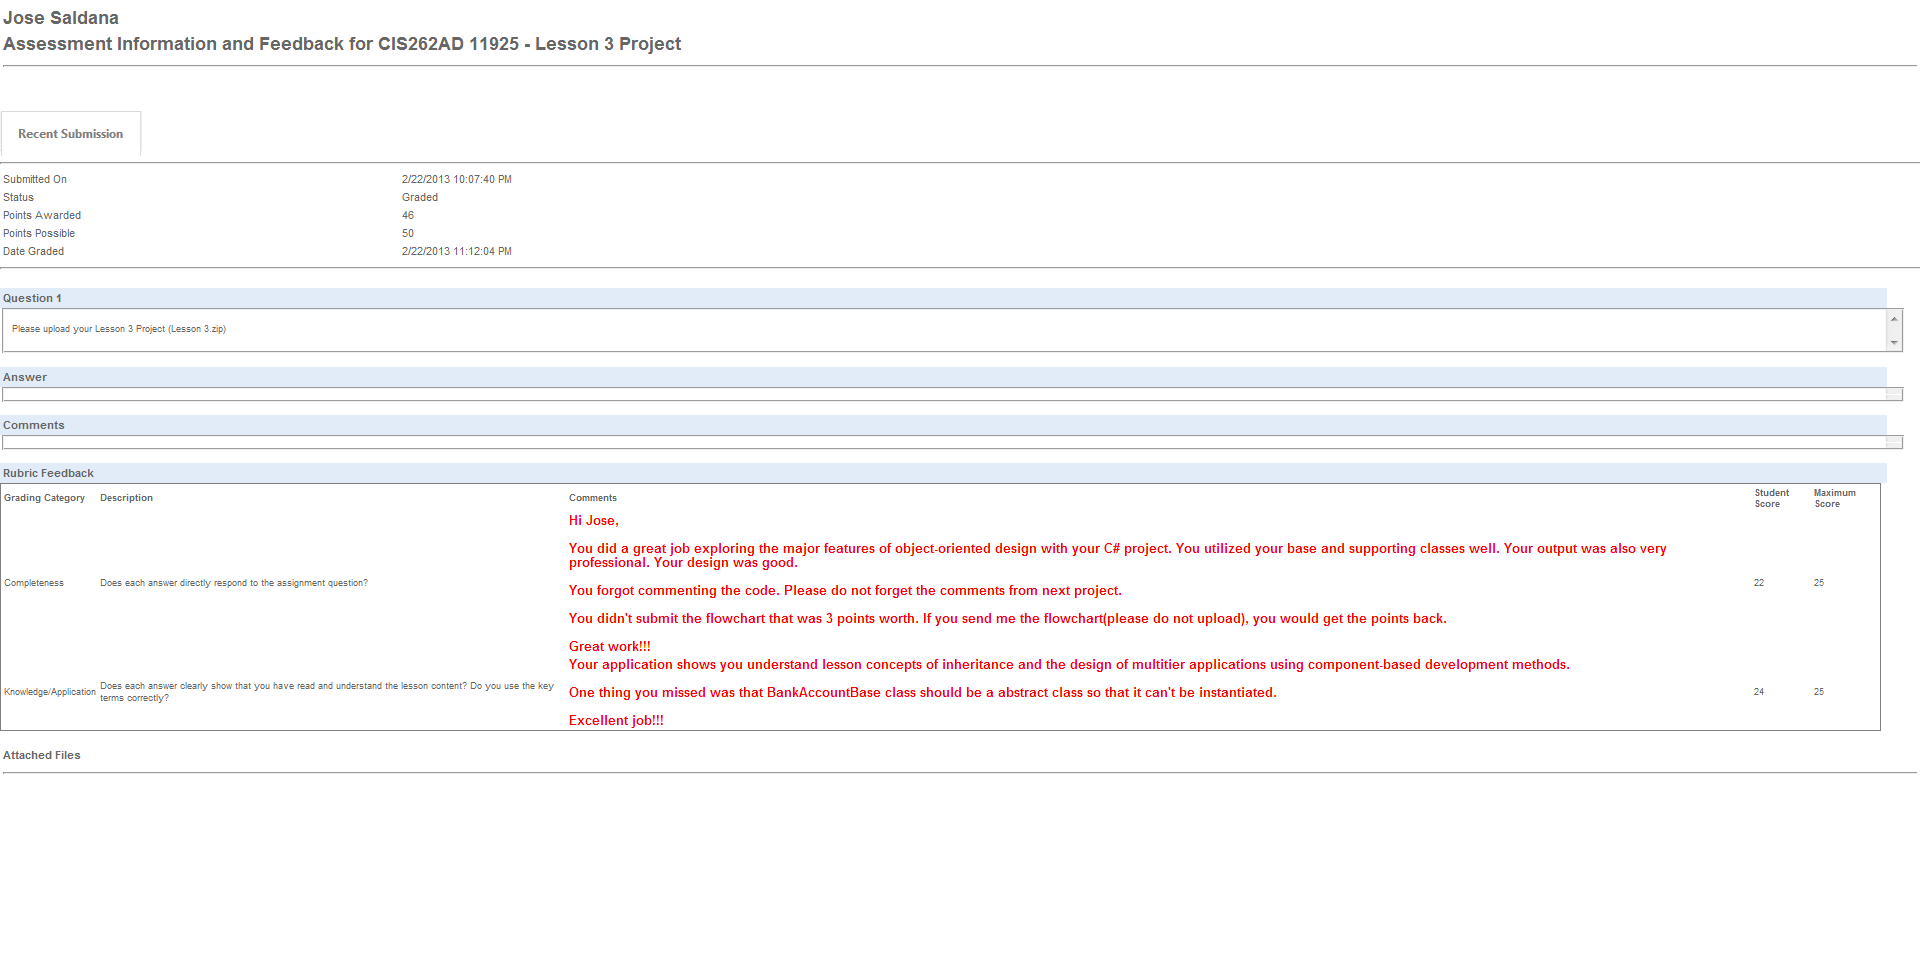 Jose Saldana
Assessment Information and Feedback for CIS262AD 11925 - Lesson 3 Project
Recent Submission
Submitted On 2/22/2013 10:07:40 PM
Status Graded
Points Awarded 46
Points Possible 50
Date Graded 2/22/2013 11:12:04 PM
Question 1
Please upload your Lesson 3 Project (Lesson 3.zip)
Answer
Comments
Rubric Feedback
Grading Category Description Comments Student Score Maximum Score
Hi Jose,
You did a great job exploring the major features of object-oriented design with your C# project. You utilized your base and supporting classes well. Your output was also very
professional. Your design was good.
Completeness Does each answer directly respond to the assignment question? 22 25
You forgot commenting the code. Please do not forget the comments from next project.
You didn't submit the flowchart that was 3 points worth. If you send me the flowchart(please do not upload), you would get the points back.
Great work!!!
Your application shows you understand lesson concepts of inheritance and the design of multitier applications using component-based development methods.
Knowledge/Application Does each answer clearly show that you have read and understand the lesson content? Do you use the key
terms correctly?
One thing you missed was that BankAccountBase class should be a abstract class so that it can't be instantiated. 24 25
Excellent job!!!
Attached Files